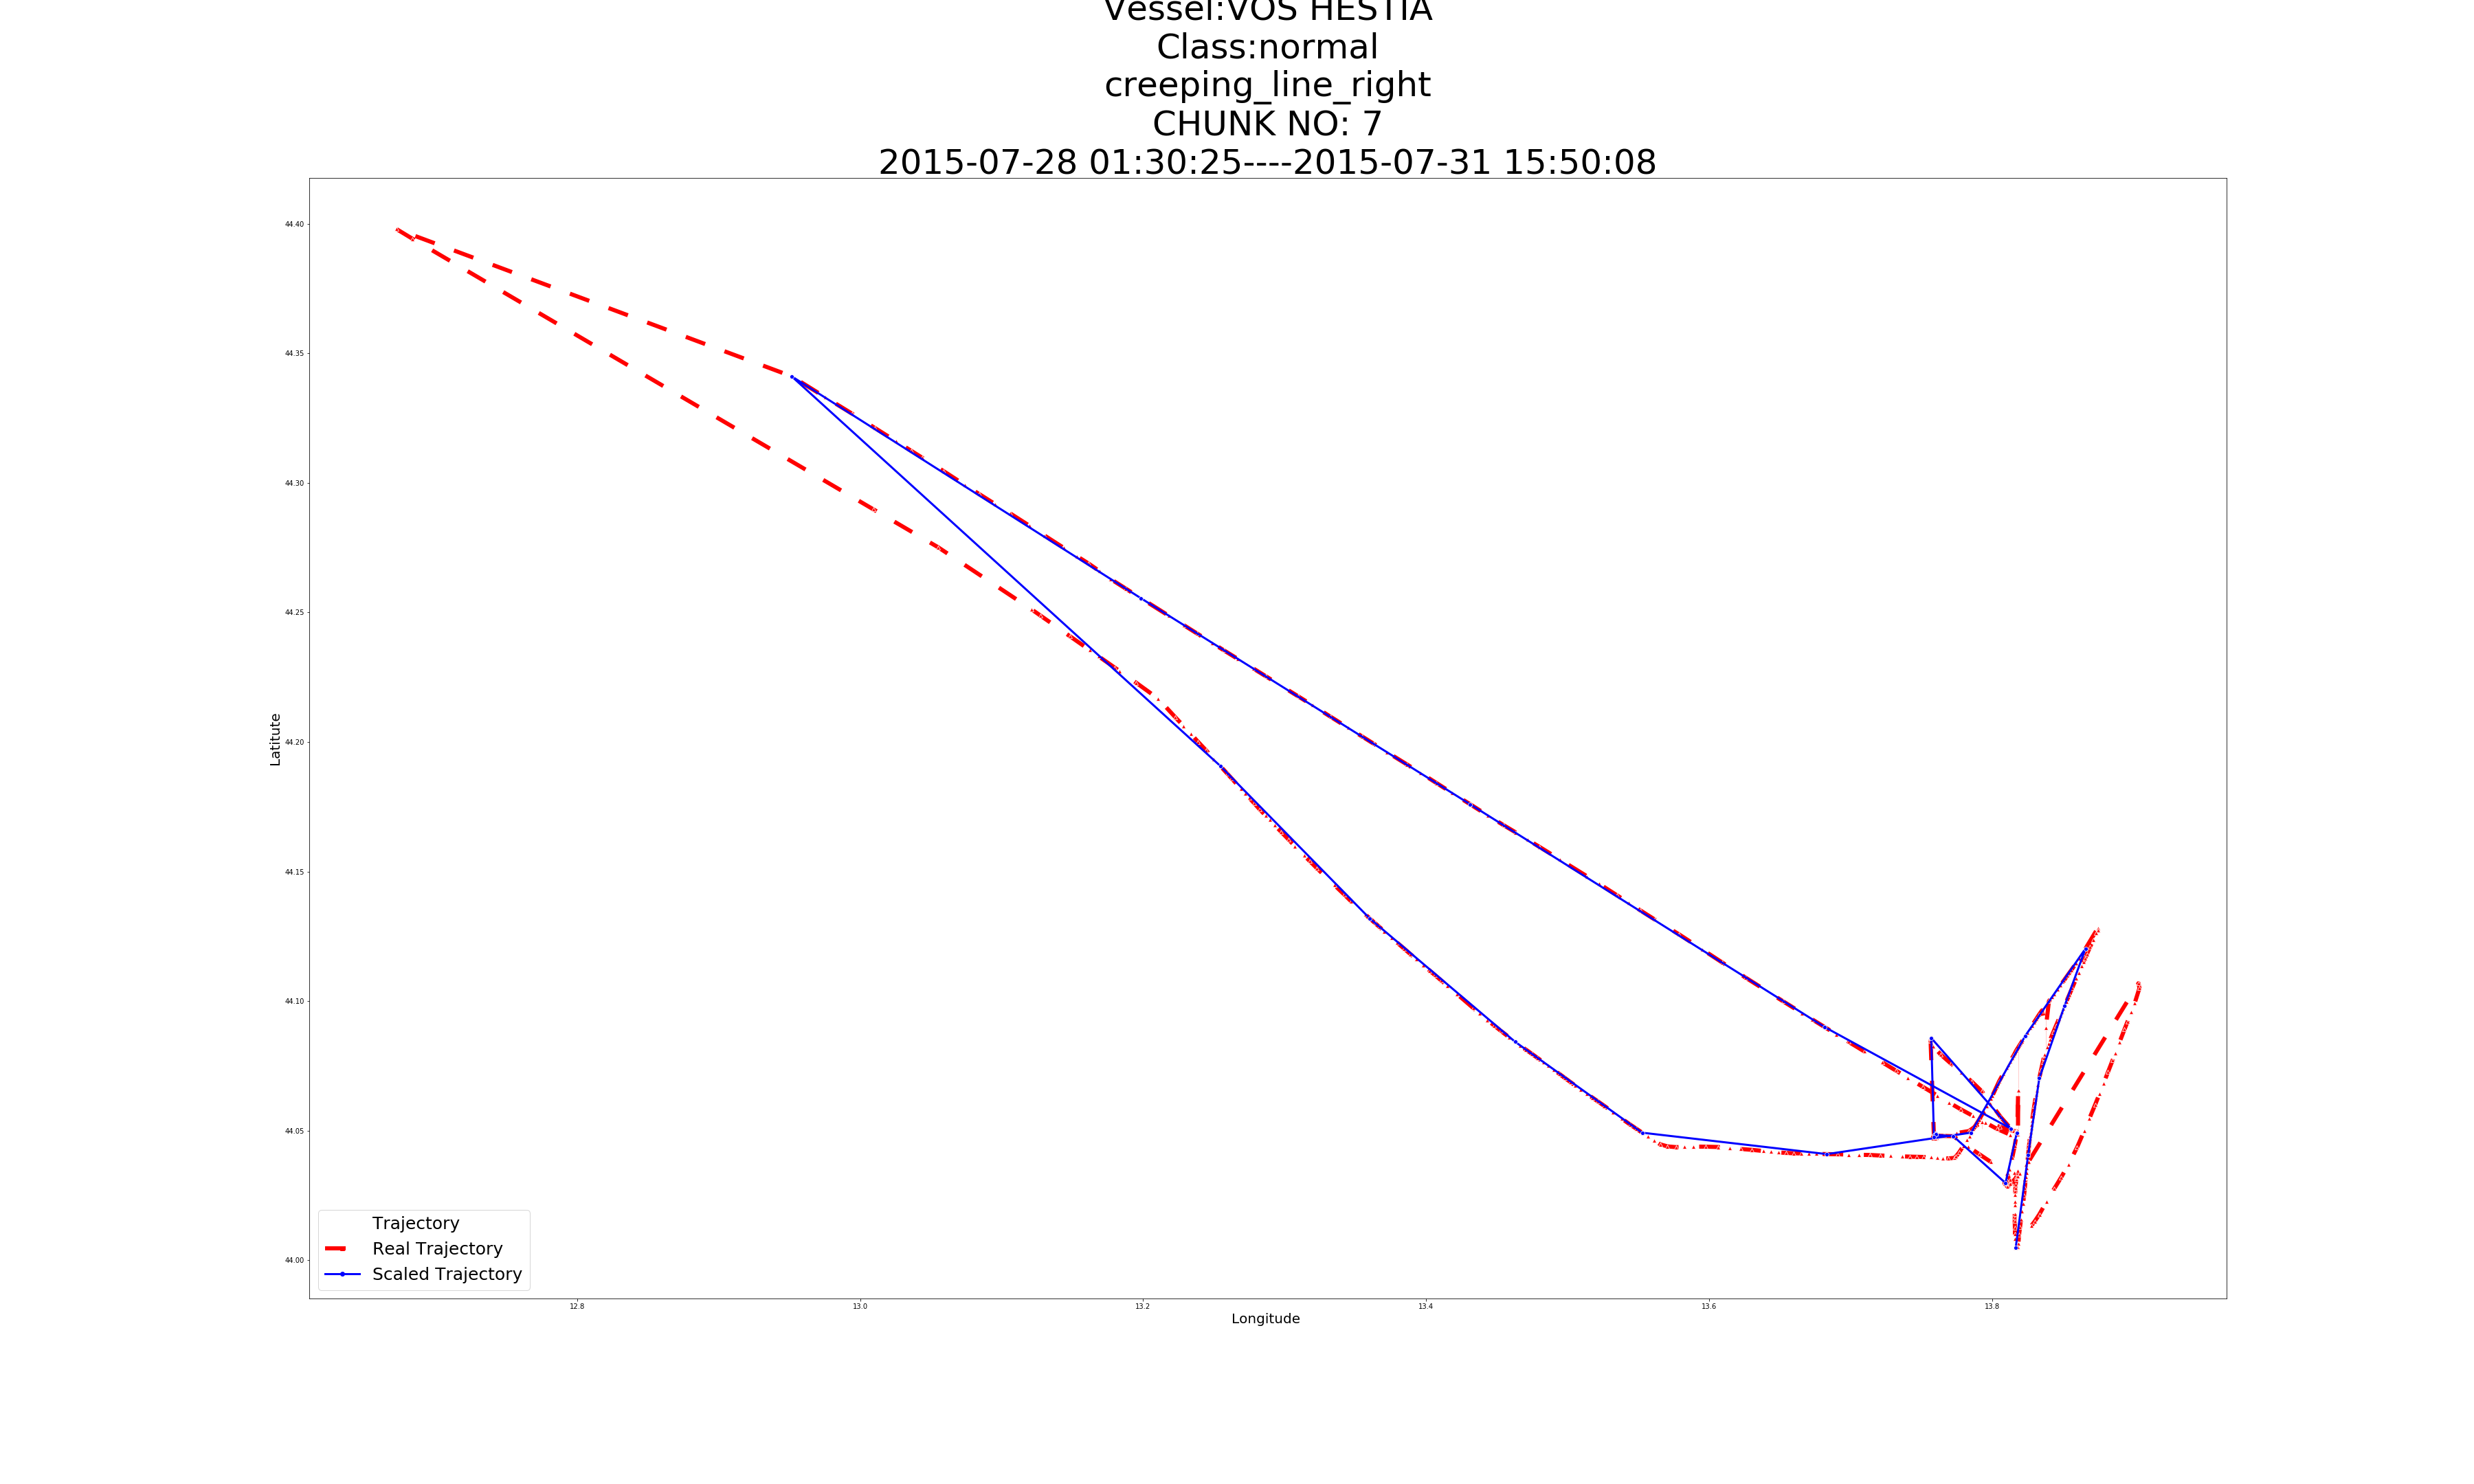 Vessel:VOS HESTIA
Class:normal
creeping_line_right
CHUNK NO: 7
2015-07-28 01:30:25----2015-07-31 15:50:08
44.40
44.35
44.30
44.25
44.20
44.15
44.10
44.05
44.00
Latitute
Trajectory
Real Trajectory
Scaled Trajectory
12.8
13.0
13.2
13.4
13.6
13.8
Longitude